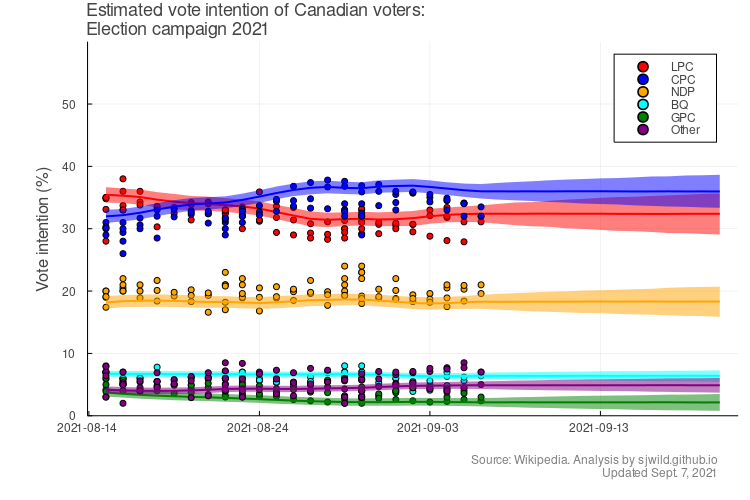 Estimated vote intention of Canadian voters:
Election campaign 2021
LPC
CPC
NDP
BQ
GPC
Other
Vote intention (%)
50
40
30
20
10
0
2021-08-14
2021-08-24
2021-09-03
2021-09-13
Source: Wikipedia. Analysis by sjwild.github.io
Updated Sept. 7, 2021